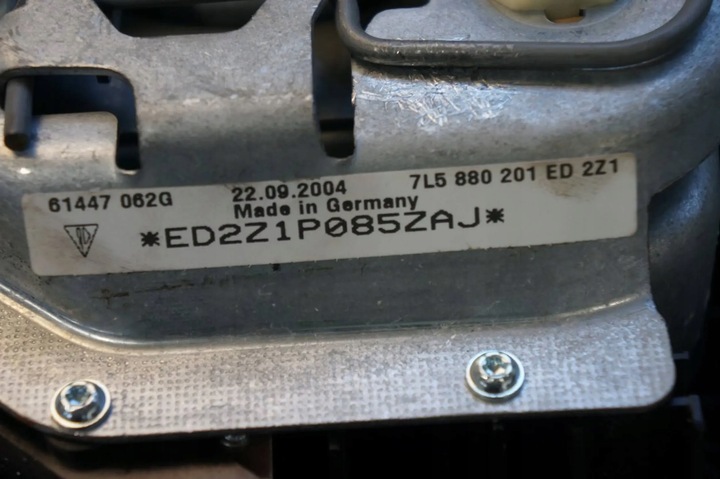 61447 062G 22.09.2004 7L5 880 201 ED 2Z1
Made in Germany
*ED2Z1P085ZAJ*